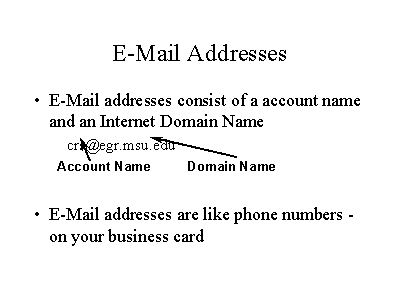 E-Mail Addresses
• E-Mail addresses consist of a account name
and an Internet Domain Name
@egr.msu.edu
Account Name Domain Name
• E-Mail addresses are like phone numbers -
on your business card